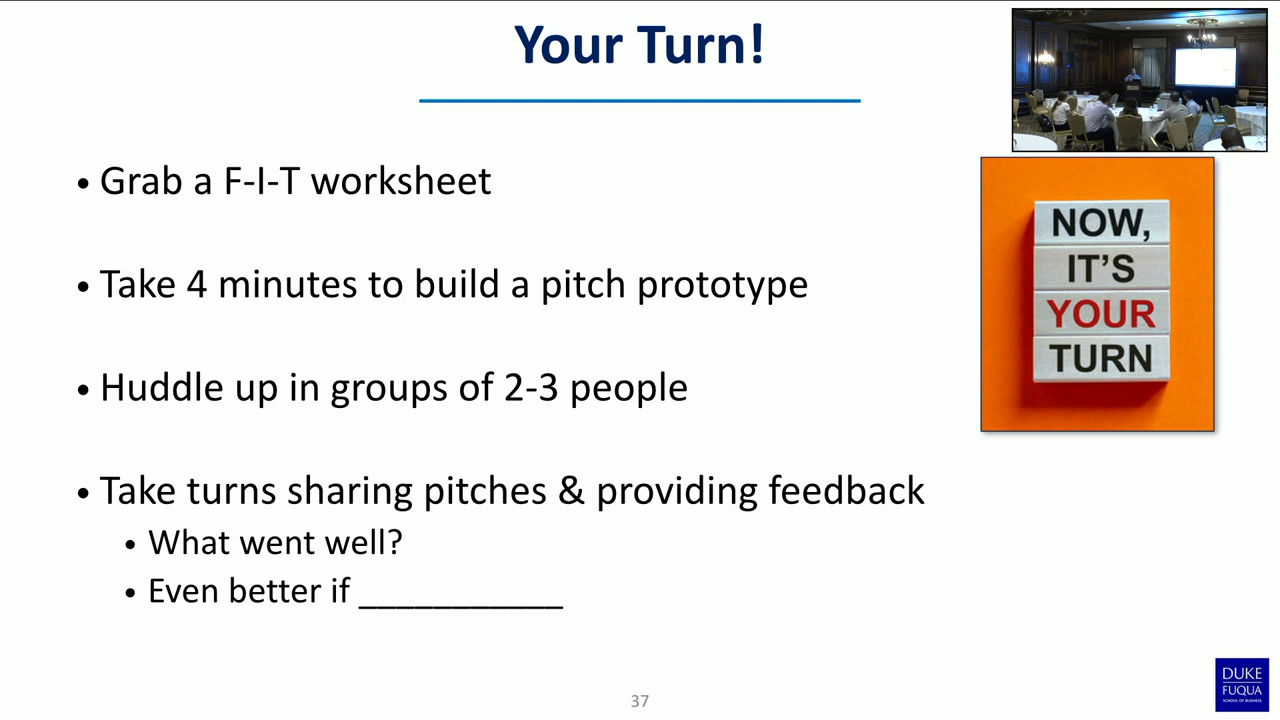 Your Turn!
• Grab a F-I-T worksheet
• Take 4 minutes to build a pitch prototype
• Huddle up in groups of 2-3 people
• Take turns sharing pitches & providing feedback
• What went well?
• Even better if ___________
NOW,
IT'S
YOUR
TURN
37
DUKE
FUQUA
SCHOOL OF BUSINESS